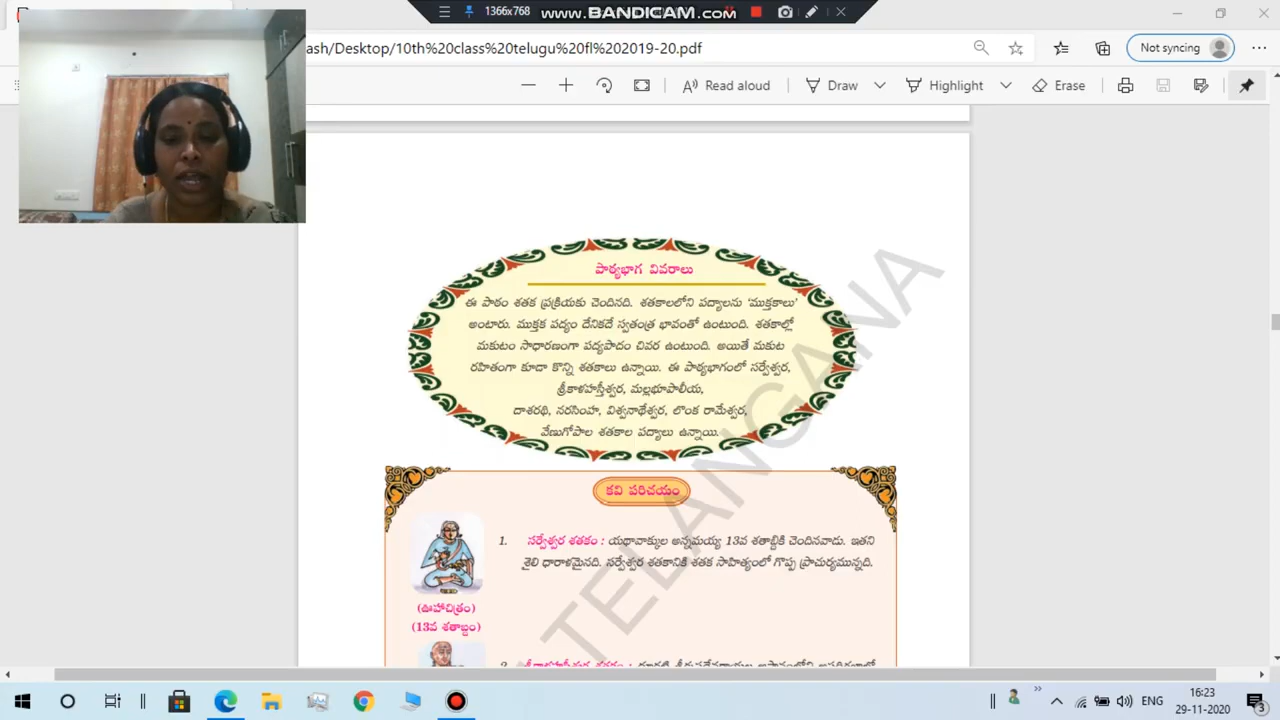 1366x768
www.BANDICAM.com
ash/Desktop/10th%20class%20telugu%20fl%202019-20.pdf
Not syncing
Read aloud
Draw
Highlight
Erase
పాఠ్యభాగ వివరాలు
ఈ పాఠం శతక ప్రక్రియకు చెందినది. శతకాలలోని పద్యాలను 'ముక్తకాలు'
అంటారు. ముక్తక పద్యం దేనికదే స్వతంత్ర భావంతో ఉంటుంది. శతకాల్లో
మకుటం సాధారణంగా పద్యపాదం చివర ఉంటుంది. అయితే మకుట
రహితంగా కూడా కొన్ని శతకాలు ఉన్నాయి. ఈ పాఠ్యభాగంలో సర్వేశ్వర,
శ్రీకాళహస్తీశ్వర, మల్లభూపాలీయ,
దాశరథి, నరసింహ, విశ్వనాథేశ్వర, లొంక రామేశ్వర,
వేణుగోపాల శతకాల పద్యాలు ఉన్నాయి.
కవి పరిచయం
1. సర్వేశ్వర శతకం : యథావాక్కుల అన్నమయ్య 13వ శతాబ్దికి చెందినవాడు. ఇతని
శైలి ధారాళమైనది. సర్వేశ్వర శతకానికి శతక సాహిత్యంలో గొప్ప ప్రాచుర్యమున్నది.
(ఊహాచిత్రం)
(13వ శతాబ్దం)
TELANGANA
ENG
16:23
29-11-2020
3